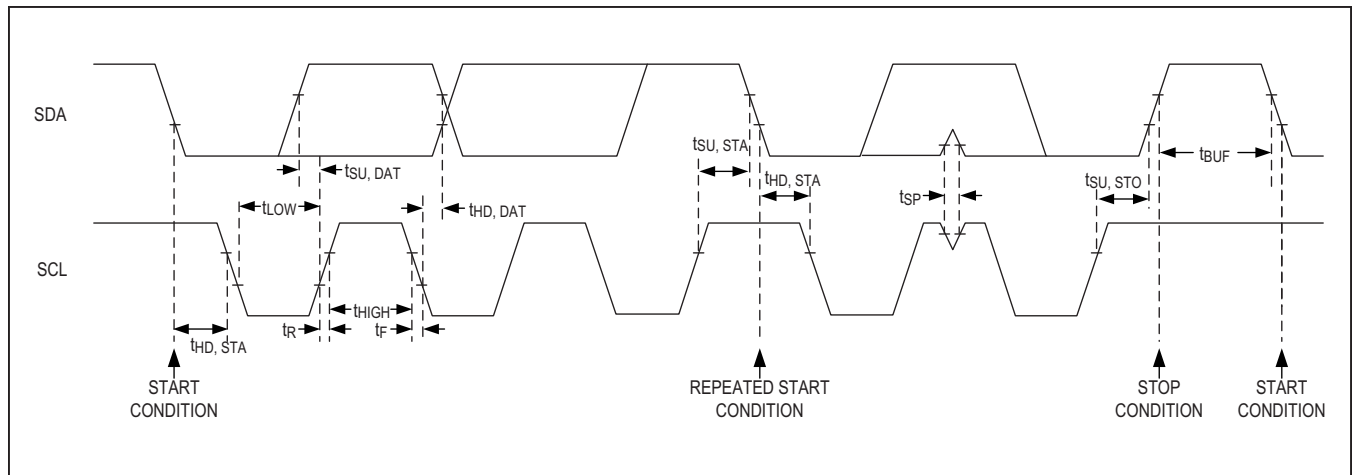 SDA
tSU, DAT
tLOW
tHD, DAT
tSU, STA
tHD, STA
tSP
tSU, STO
tBUF
SCL
tHD, STA
tR
tHIGH
tF
START
CONDITION
REPEATED START
CONDITION
STOP
CONDITION
START
CONDITION